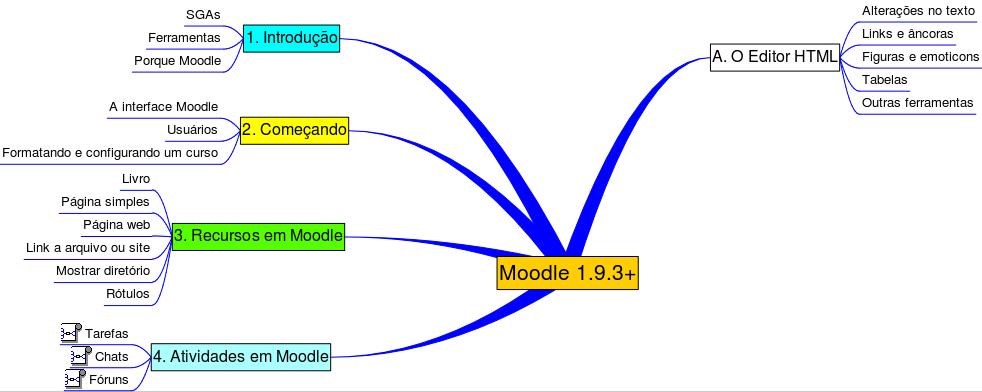 SGAs
Ferramentas
Porque Moodle
1. Introdução
A interface Moodle
Usuários
Formatando e configurando um curso
2. Começando
Livro
Página simples
Página web
Link a arquivo ou site
Mostrar diretório
Rótulos
3. Recursos em Moodle
Tarefas
Chats
Fóruns
4. Atividades em Moodle
Moodle 1.9.3+
A. O Editor HTML
Alterações no texto
Links e âncoras
Figuras e emoticons
Tabelas
Outras ferramentas